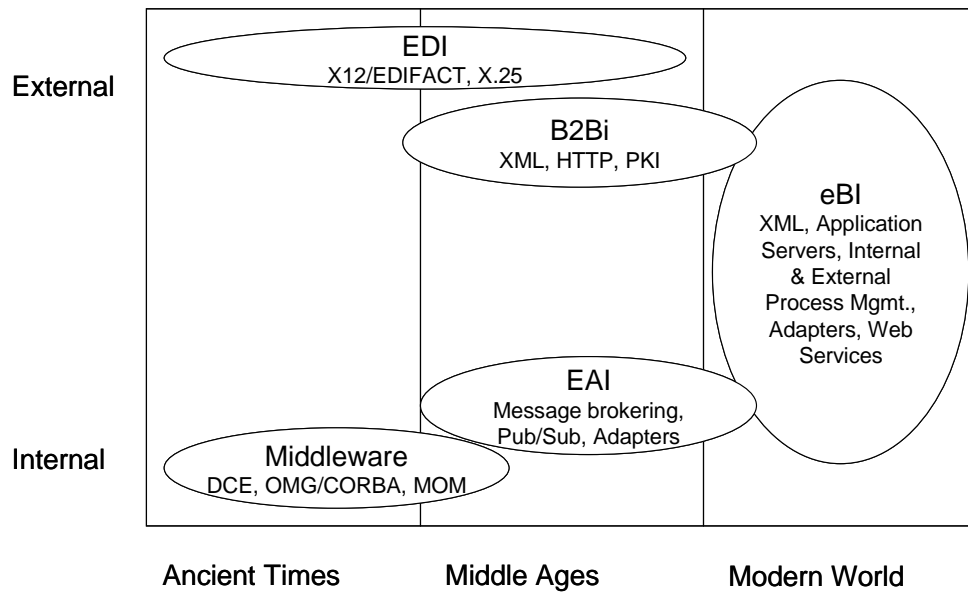 External
EDI
X12/EDIFACT, X.25
B2Bi
XML, HTTP, PKI
eBI
XML, Application
Servers, Internal
& External
Process Mgmt.,
Adapters, Web
Services
EAI
Message brokering,
Pub/Sub, Adapters
Internal
Middleware
DCE, OMG/CORBA, MOM
Ancient Times
Middle Ages
Modern World